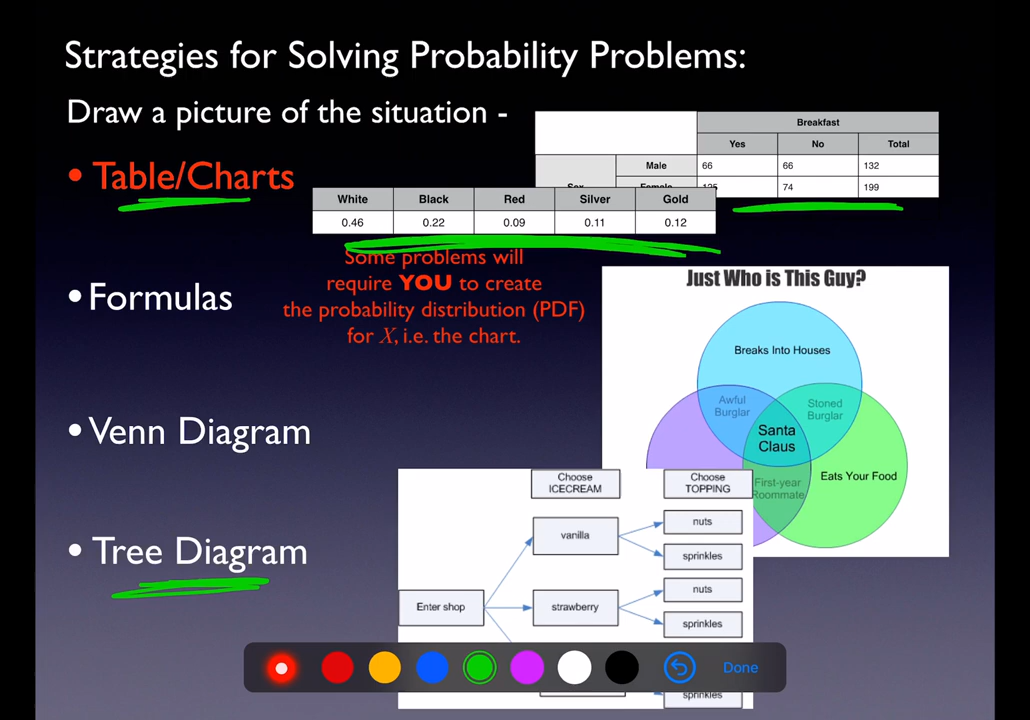 Strategies for Solving Probability Problems:
Draw a picture of the situation -
• Table/Charts
Breakfast
Yes No Total
Male 66 66 132
74 199
White Black Red Silver Gold
0.46 0.22 0.09 0.11 0.12
Some problems will
require YOU to create
the probability distribution (PDF)
for X, i.e. the chart.
• Formulas
Just Who is This Guy?
Breaks Into Houses
Awful
Burglar
Stoned
Burglar
Santa
Claus
First-year
Roommate
Eats Your Food
• Venn Diagram
• Tree Diagram
Choose
ICECREAM
Choose
TOPPING
vanilla
nuts
sprinkles
Enter shop
strawberry
nuts
sprinkles
sprinkles
Done